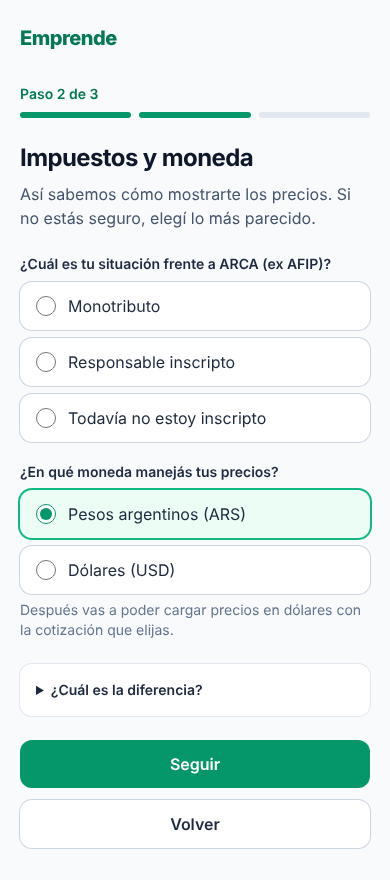 Emprende
Paso 2 de 3
Impuestos y moneda
Así sabemos cómo mostrarte los precios. Si
no estás seguro, elegí lo más parecido.
¿Cuál es tu situación frente a ARCA (ex AFIP)?
Monotributo
Responsable inscripto
Todavía no estoy inscripto
¿En qué moneda manejás tus precios?
Pesos argentinos (ARS)
Dólares (USD)
Después vas a poder cargar precios en dólares con
la cotización que elijas.
¿Cuál es la diferencia?
Seguir
Volver